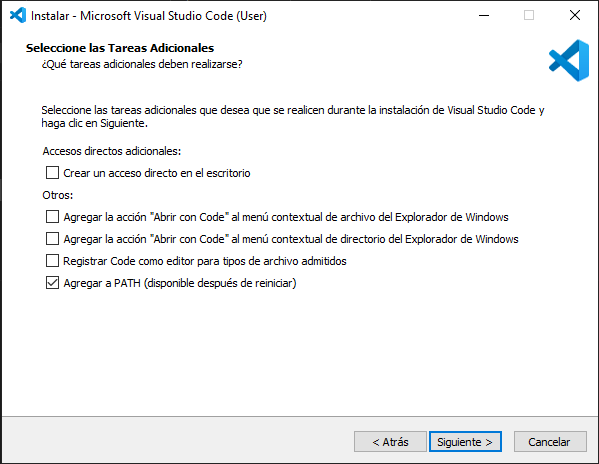 Instalar - Microsoft Visual Studio Code (User)
Seleccione las Tareas Adicionales
¿Qué tareas adicionales deben realizarse?
Seleccione las tareas adicionales que desea que se realicen durante la instalación de Visual Studio Code y
haga clic en Siguiente.
Accesos directos adicionales:
Crear un acceso directo en el escritorio
Otros:
Agregar la acción "Abrir con Code" al menú contextual de archivo del Explorador de Windows
Agregar la acción "Abrir con Code" al menú contextual de directorio del Explorador de Windows
Registrar Code como editor para tipos de archivo admitidos
Agregar a PATH (disponible después de reiniciar)
< Atrás Siguiente > Cancelar